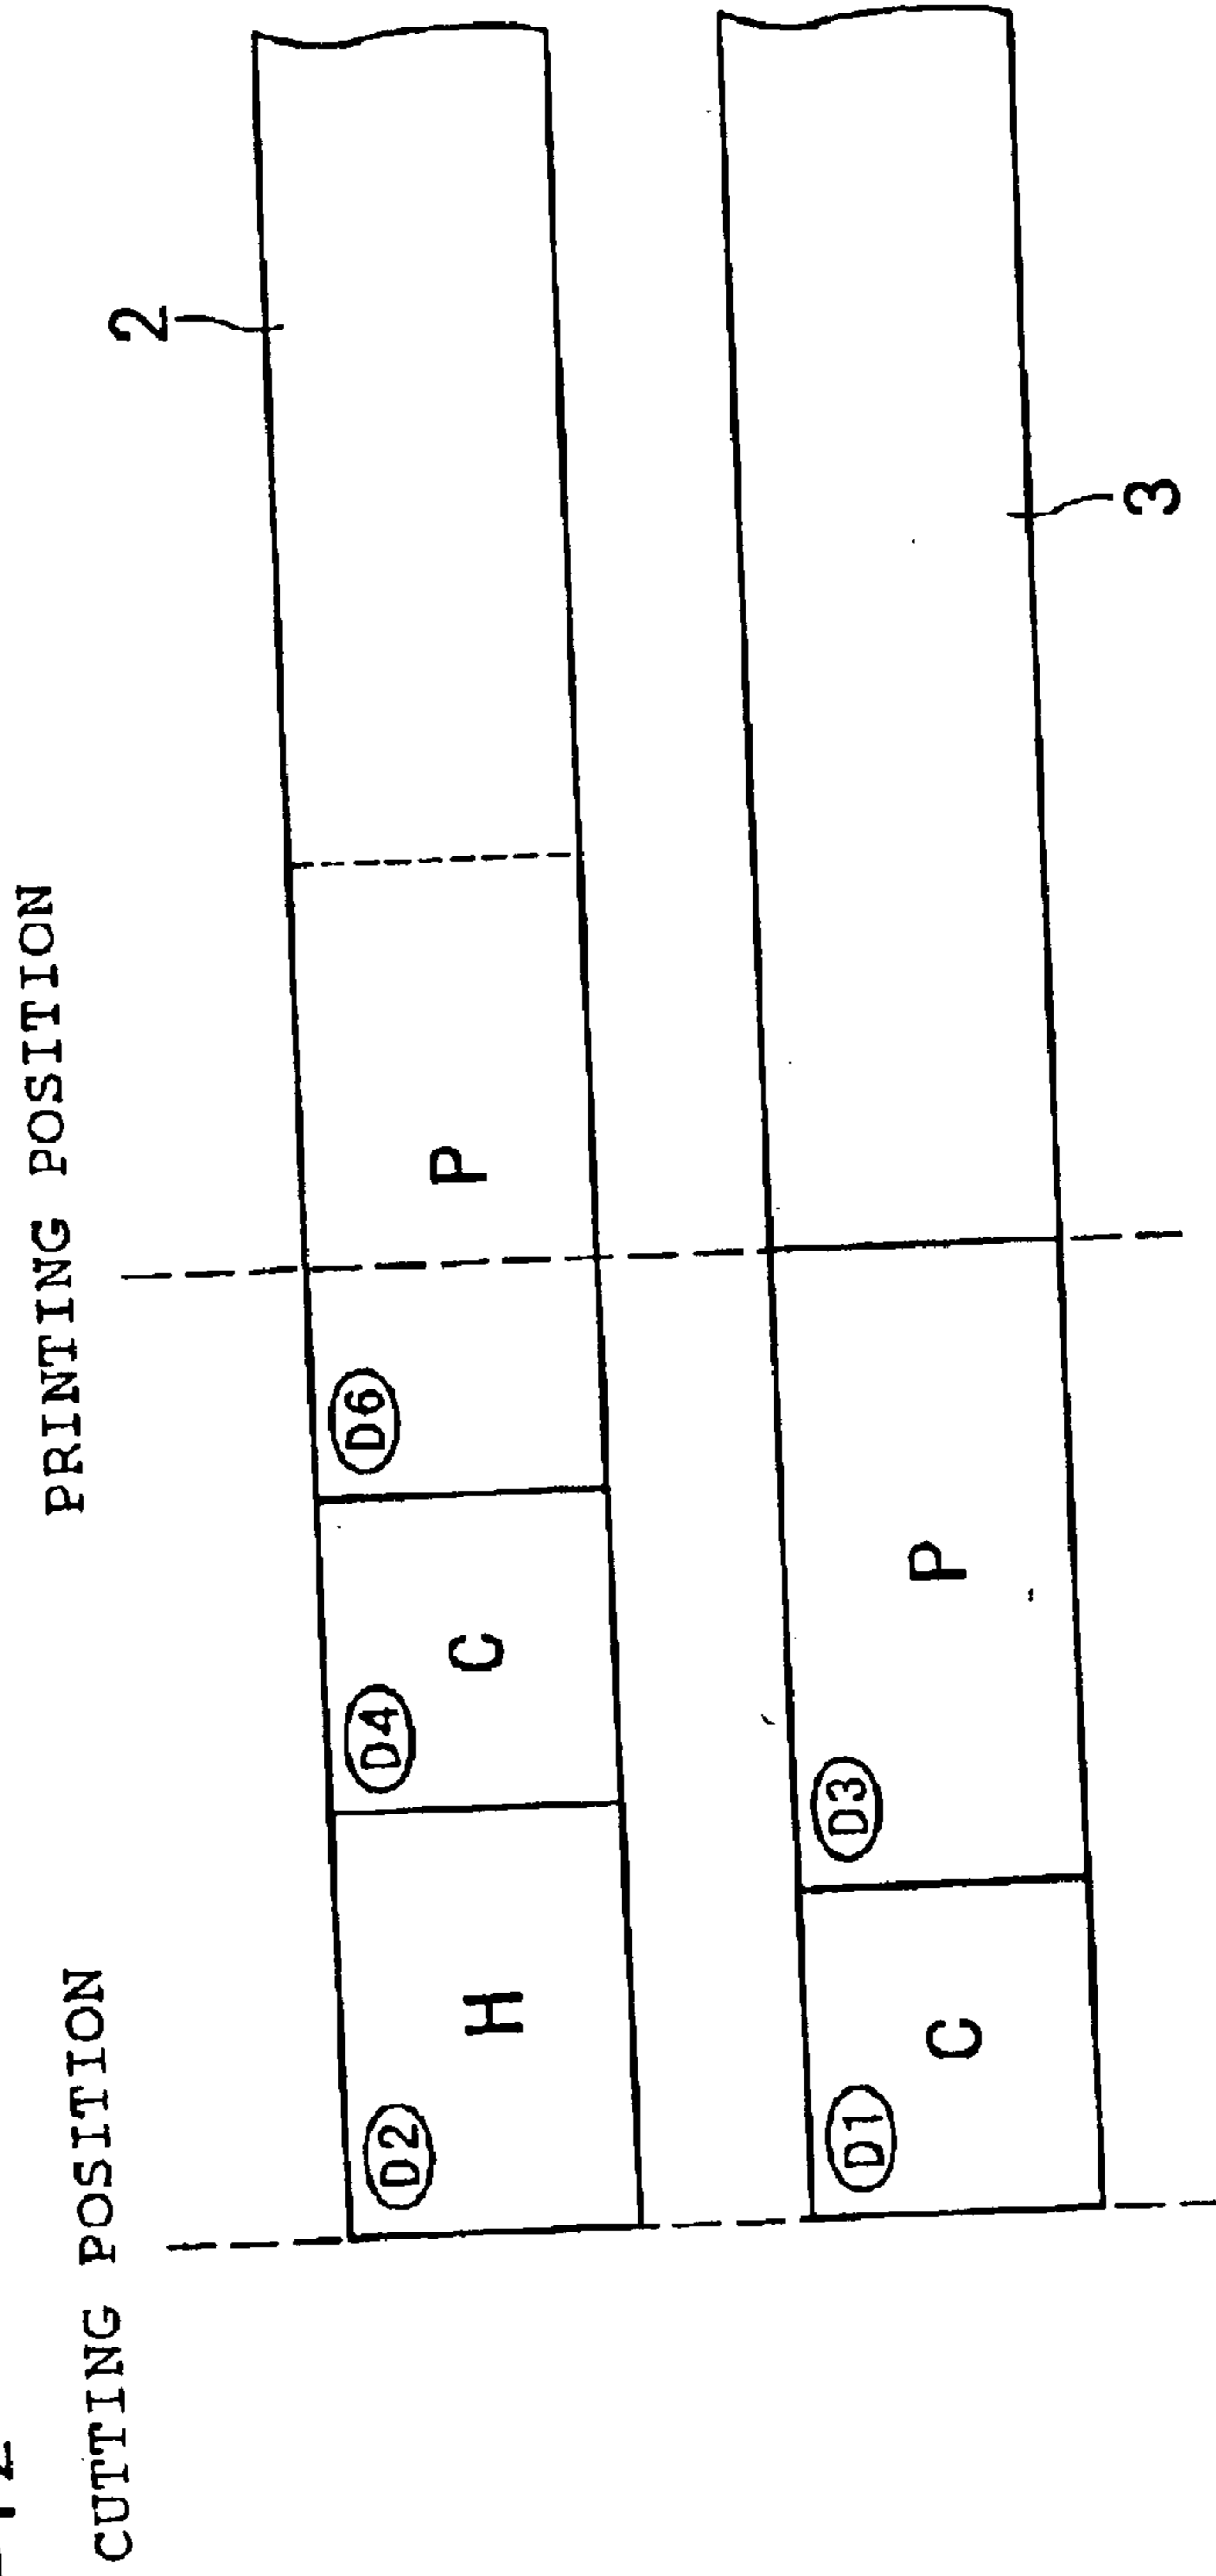 CUTTING POSITION
PRINTING POSITION
2
D2
H
D4
C
D6
P
D1
C
D3
P
3